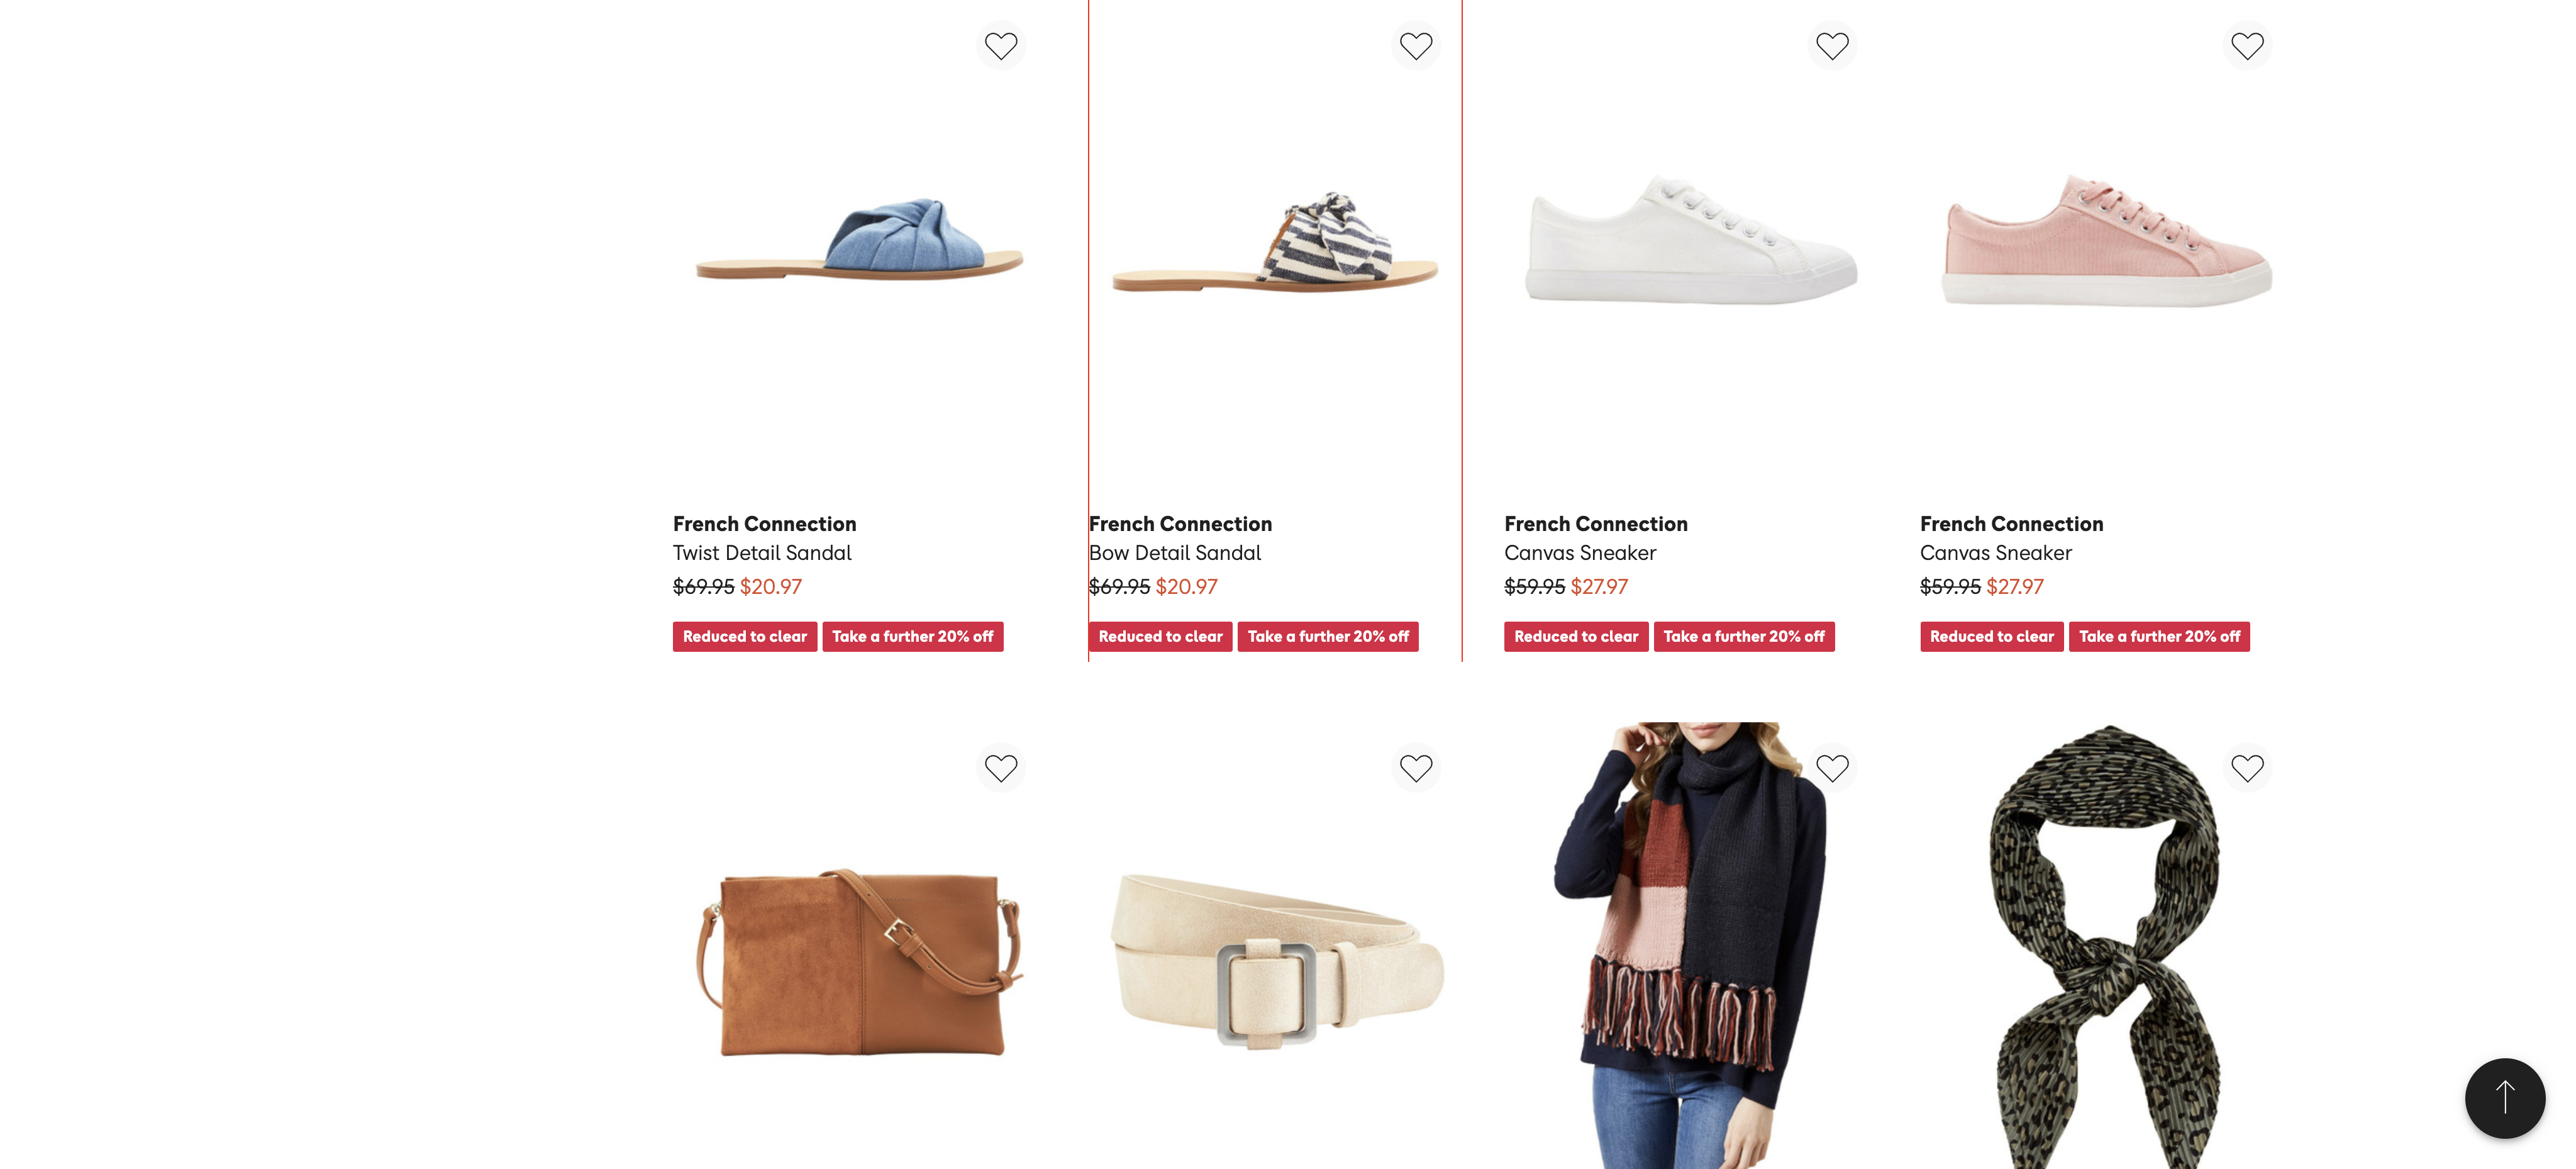 French Connection
Twist Detail Sandal
$69.95 $20.97
Reduced to clear Take a further 20% off
French Connection
Bow Detail Sandal
$69.95 $20.97
Reduced to clear Take a further 20% off
French Connection
Canvas Sneaker
$59.95 $27.97
Reduced to clear Take a further 20% off
French Connection
Canvas Sneaker
$59.95 $27.97
Reduced to clear Take a further 20% off